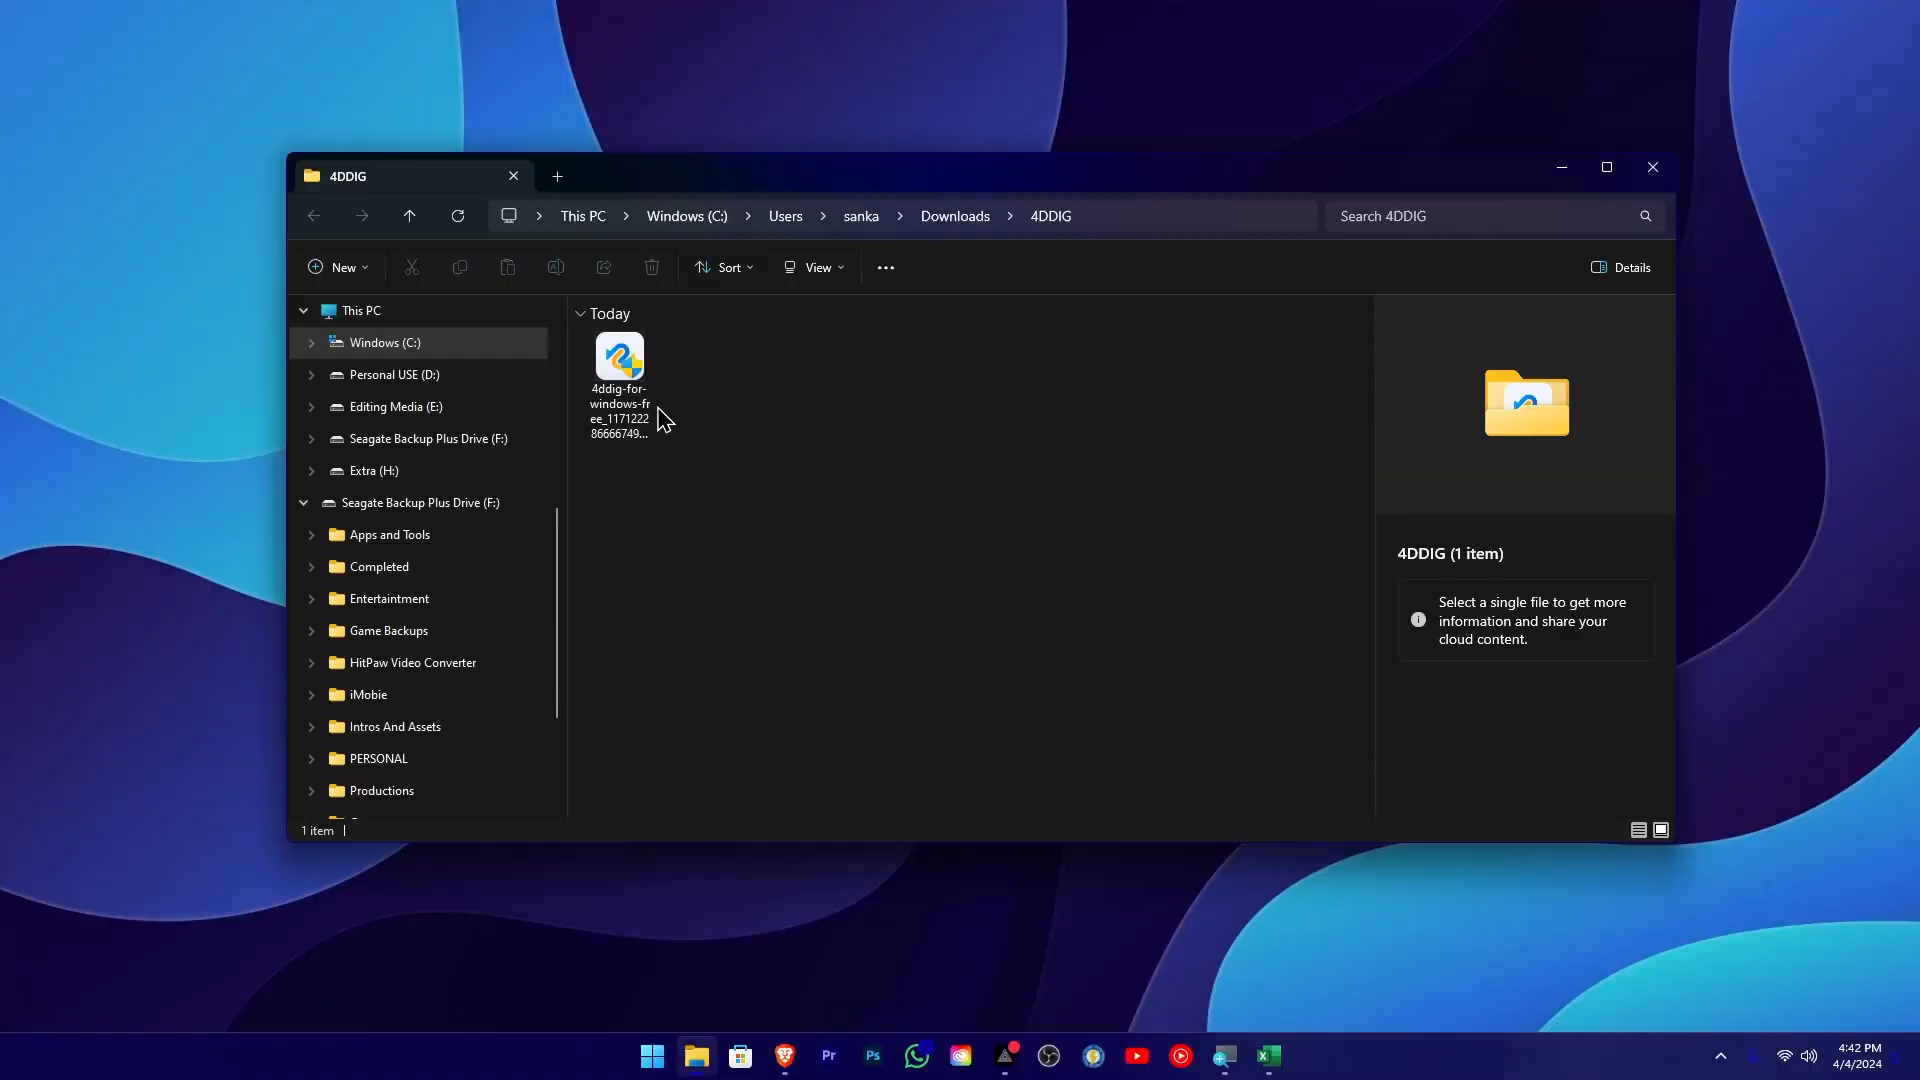 4DDIG
This PC
Windows (C:)
Users
sanka
Downloads
4DDIG
Search 4DDIG
New
Sort
View
Details
This PC
Windows (C:)
Personal USE (D:)
Editing Media (E:)
Seagate Backup Plus Drive (F:)
Extra (H:)
Seagate Backup Plus Drive (F:)
Apps and Tools
Completed
Entertaintment
Game Backups
HitPaw Video Converter
iMobie
Intros And Assets
PERSONAL
Productions
Today
4ddig-for-
windows-fr
ee_1171222
86666749...
4DDIG (1 item)
Select a single file to get more
information and share your
cloud content.
1 item
Pr
Ps
4:42 PM
4/4/2024